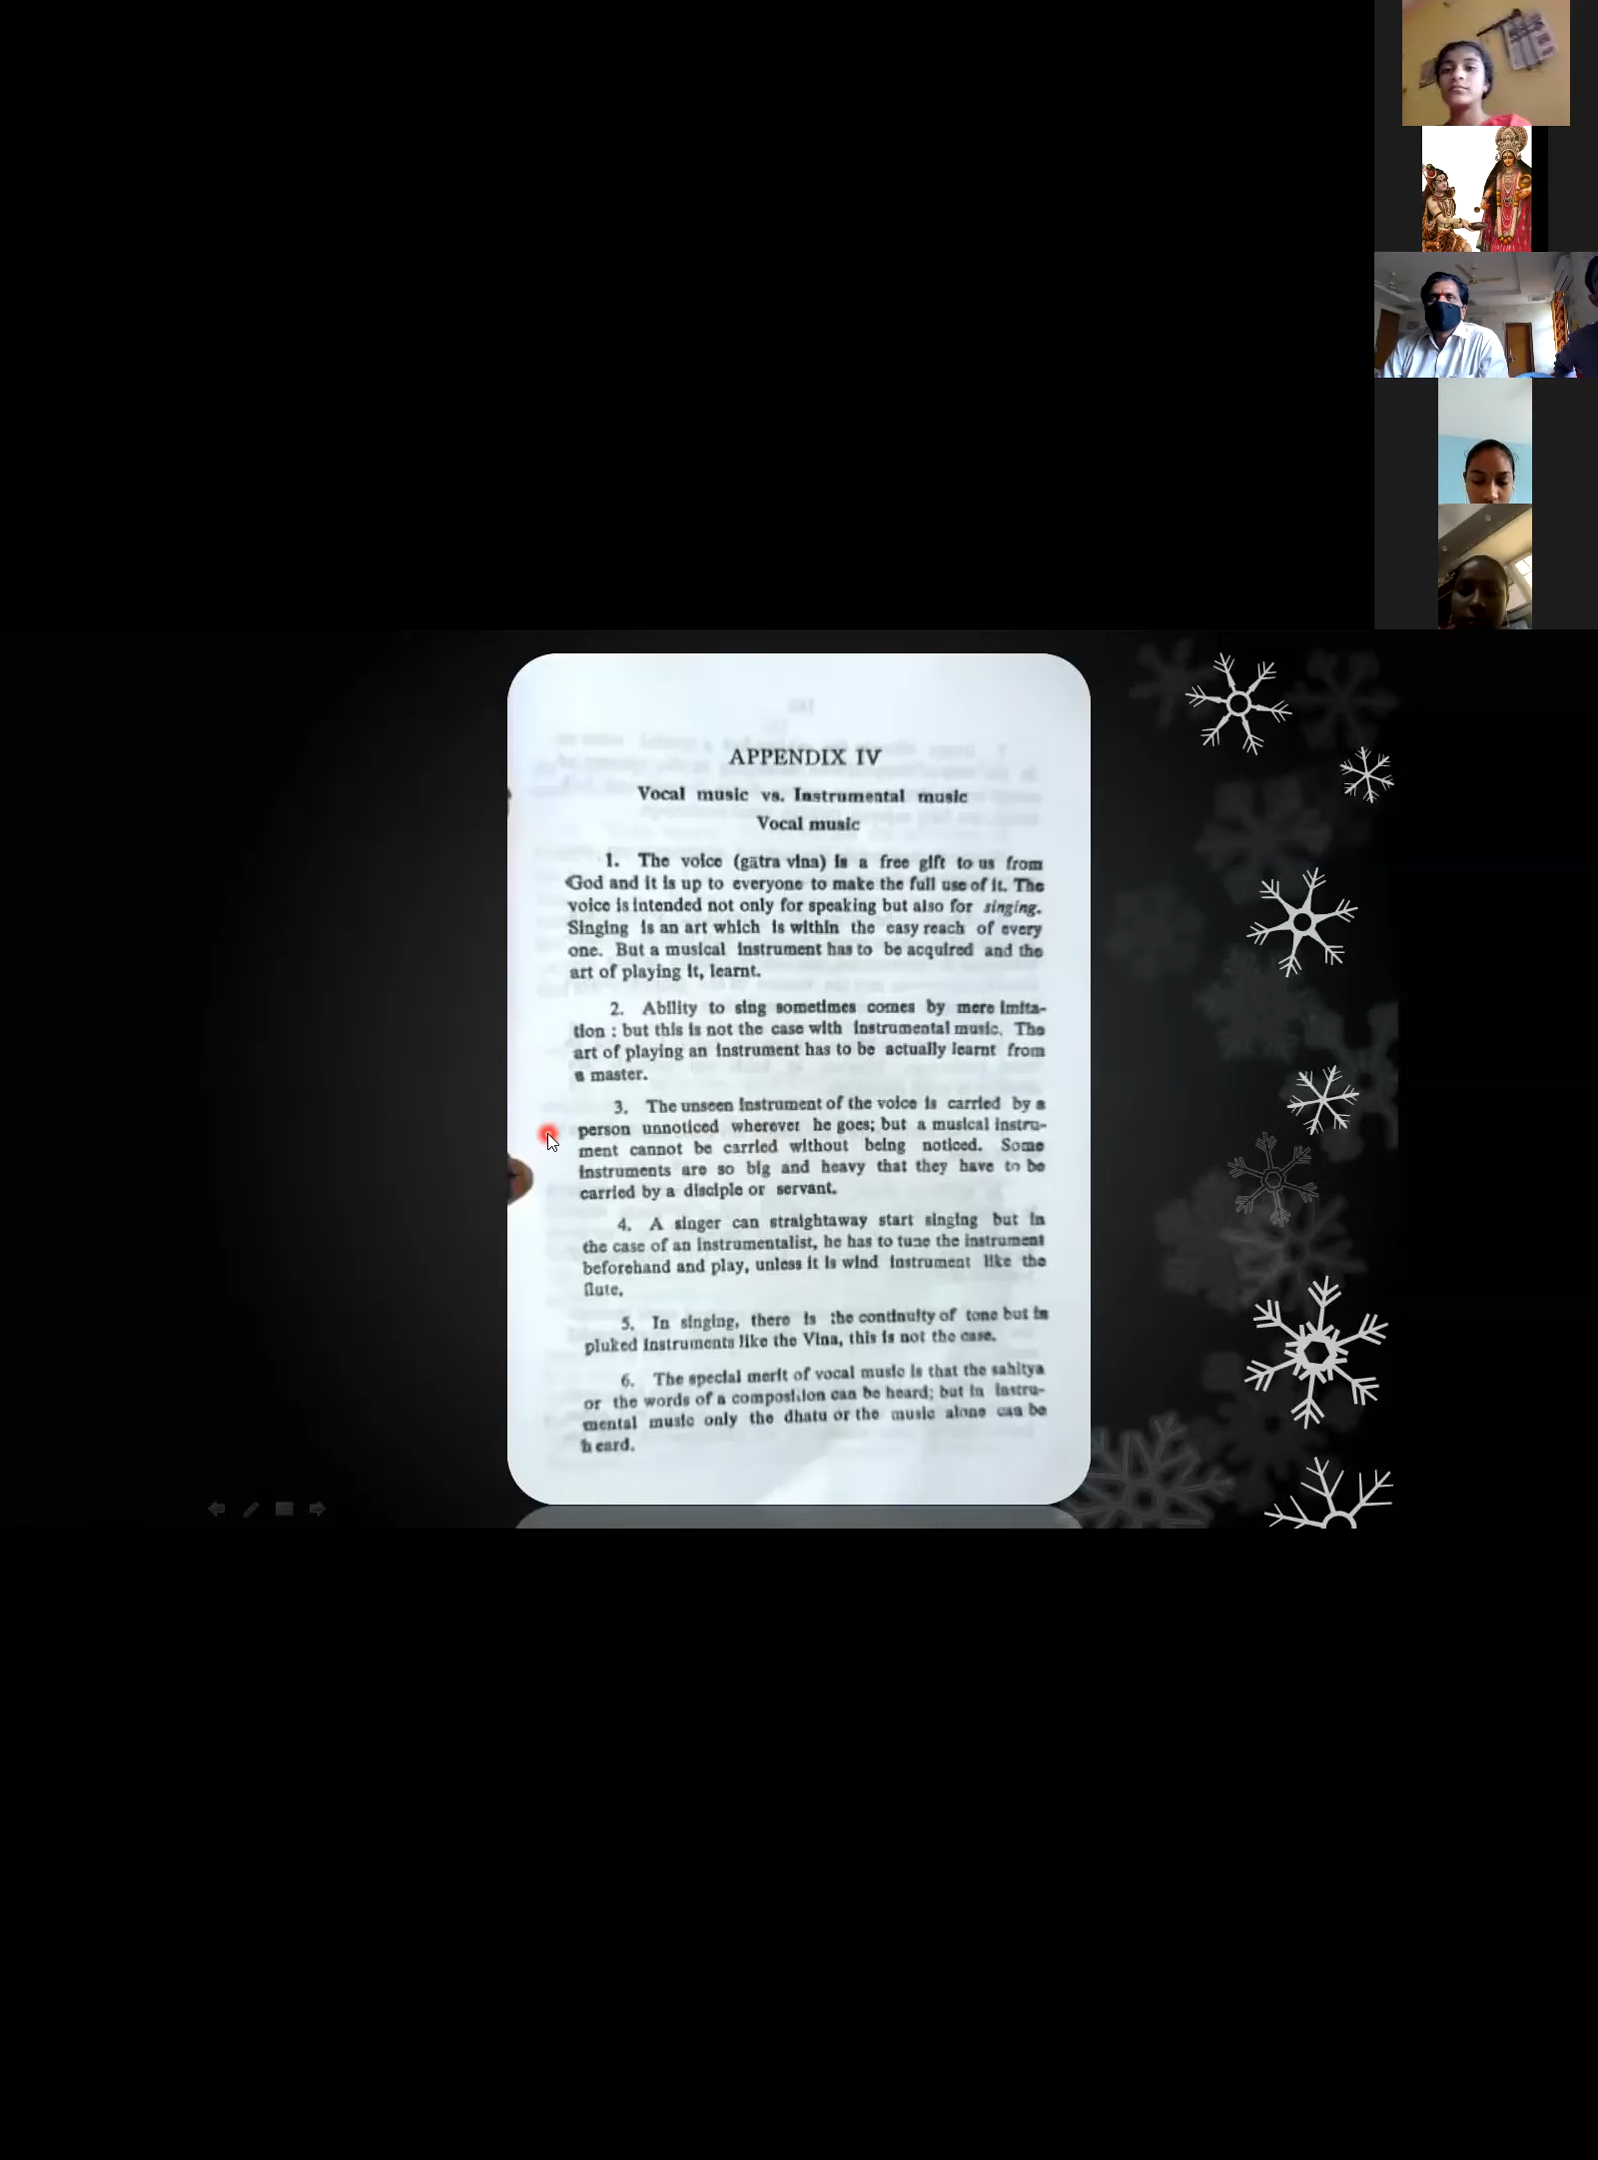 APPENDIX IV
Vocal music vs. Instrumental music
Vocal music
1. The voice (gātra vina) is a free gift to us from
God and it is up to everyone to make the full use of it. The
voice is intended not only for speaking but also for singing.
Singing is an art which is within the easy reach of every
one. But a musical instrument has to be acquired and the
art of playing it, learnt.
2. Ability to sing sometimes comes by mere imita-
tion : but this is not the case with instrumental music. The
art of playing an instrument has to be actually learnt from
a master.
3. The unseen instrument of the voice is carried by a
person unnoticed wherever he goes; but a musical instru-
ment cannot be carried without being noticed. Some
instruments are so big and heavy that they have to be
carried by a disciple or servant.
4. A singer can straightaway start singing but in
the case of an instrumentalist, he has to tune the instrument
beforehand and play, unless it is wind instrument like the
flute.
5. In singing, there is the continuity of tone but in
pluked instruments like the Vina, this is not the case.
6. The special merit of vocal music is that the sahitya
or the words of a composition can be heard; but in instru-
mental music only the dhatu or the music alone can be
heard.